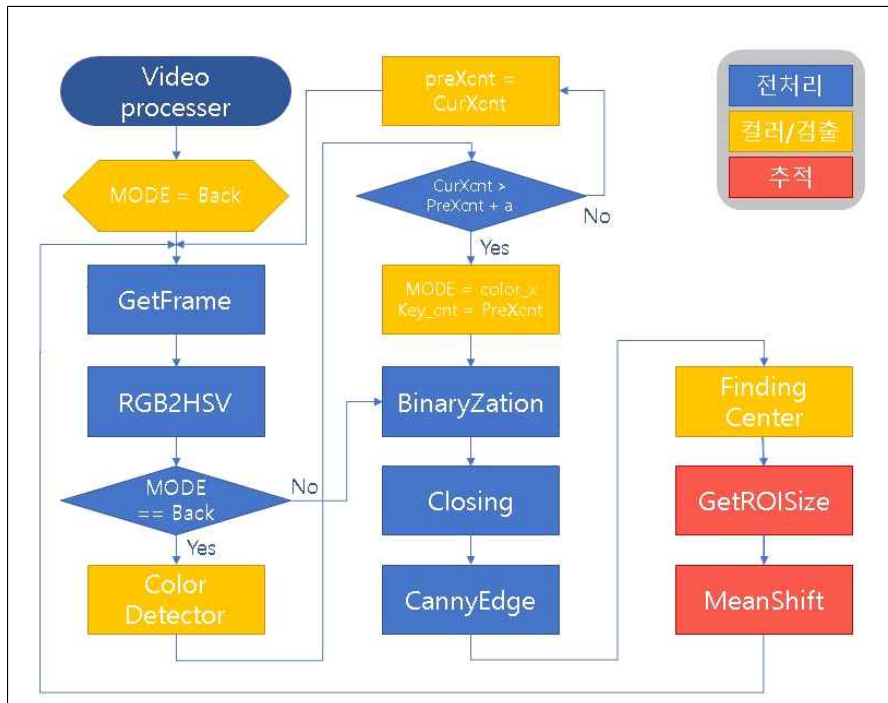 Video
processer
MODE = Back
GetFrame
RGB2HSV
MODE
== Back
No
Yes
Color
Detector
preXcnt =
CurXcnt
CurXcnt >
PreXcnt + a
No
Yes
MODE = color_x
Key_cnt = PreXcnt
BinaryZation
Closing
CannyEdge
Finding
Center
GetROISize
MeanShift
전처리
컬러/검출
추적